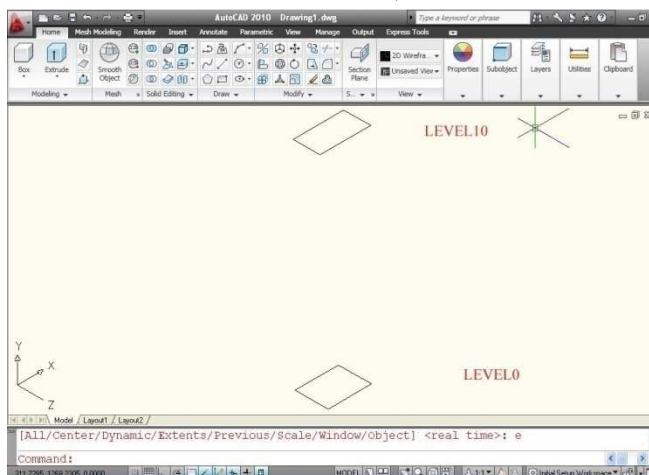 AutoCAD 2010 Drawing1.dwg
Type a keyword or phrase
Home Mesh Modeling Render Insert Annotate Parametric View Manage Output Express Tools
Box
Extrude
Smooth Object
Section Plane
2D Wirefra...
Unsaved View
Properties
Subobject
Layers
Utilities
Clipboard
Modeling
Mesh
Solid Editing
Draw
Modify
S...
View
LEVEL10
Y
X
Z
LEVEL0
Model / Layout1 / Layout2 /
[All/Center/Dynamic/Extents/Previous/Scale/Window/Object] <real time>: e
Command:
MODEL
1:1
Initial Setup Workspace